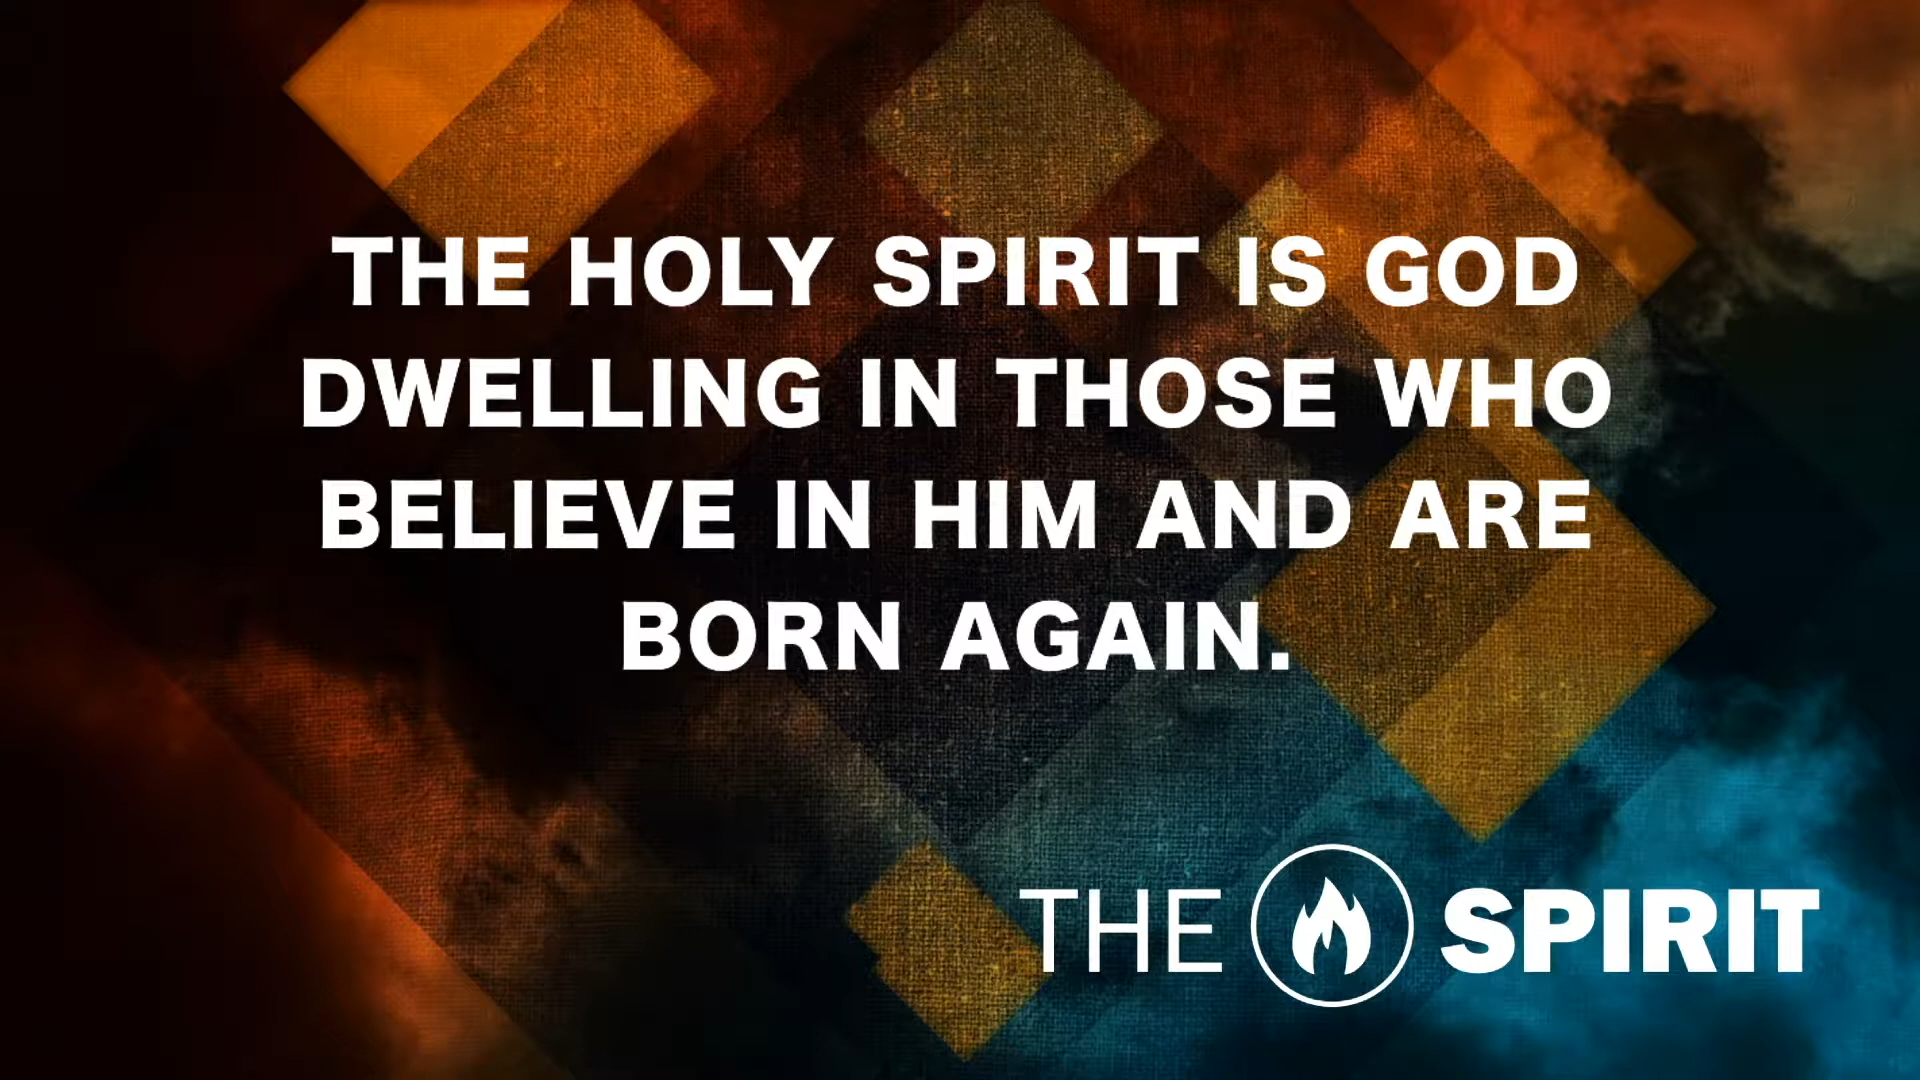 THE HOLY SPIRIT IS GOD
DWELLING IN THOSE WHO
BELIEVE IN HIM AND ARE
BORN AGAIN.
THE SPIRIT